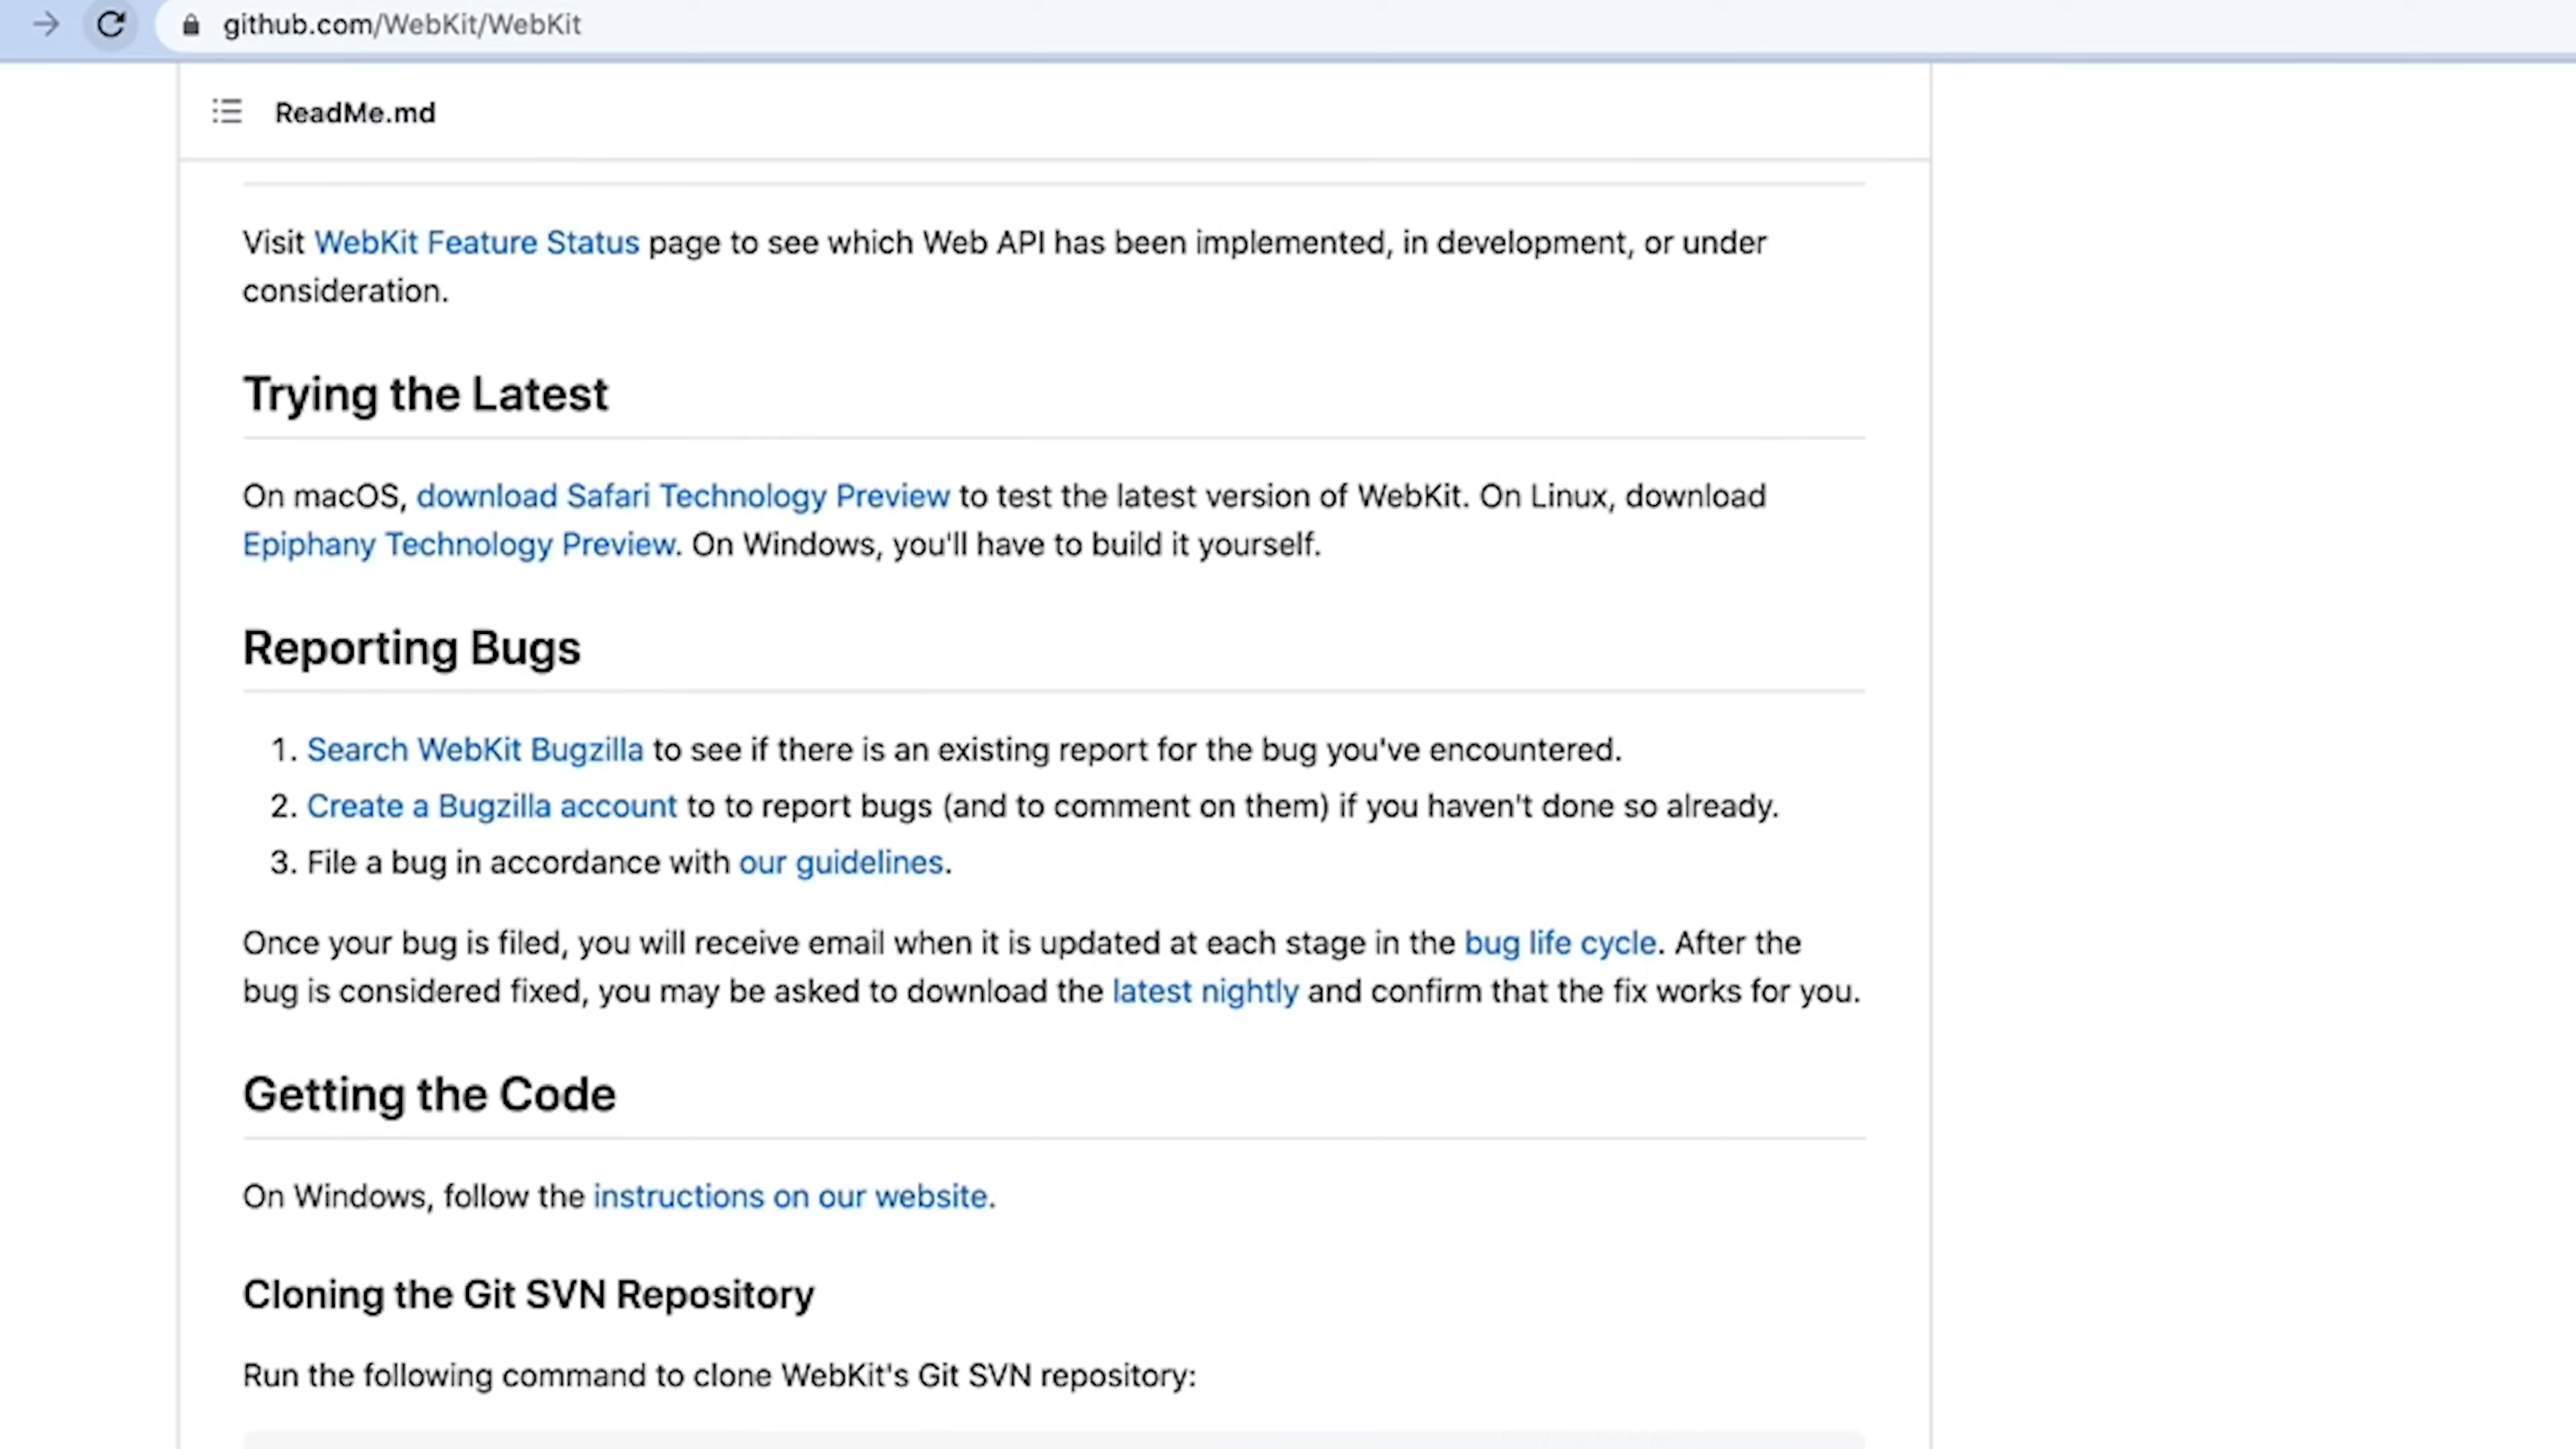 github.com/WebKit/WebKit
ReadMe.md
Visit WebKit Feature Status page to see which Web API has been implemented, in development, or under
consideration.
Trying the Latest
On macOS, download Safari Technology Preview to test the latest version of WebKit. On Linux, download
Epiphany Technology Preview. On Windows, you'll have to build it yourself.
Reporting Bugs
1. Search WebKit Bugzilla to see if there is an existing report for the bug you've encountered.
2. Create a Bugzilla account to to report bugs (and to comment on them) if you haven't done so already.
3. File a bug in accordance with our guidelines.
Once your bug is filed, you will receive email when it is updated at each stage in the bug life cycle. After the
bug is considered fixed, you may be asked to download the latest nightly and confirm that the fix works for you.
Getting the Code
On Windows, follow the instructions on our website.
Cloning the Git SVN Repository
Run the following command to clone WebKit's Git SVN repository: